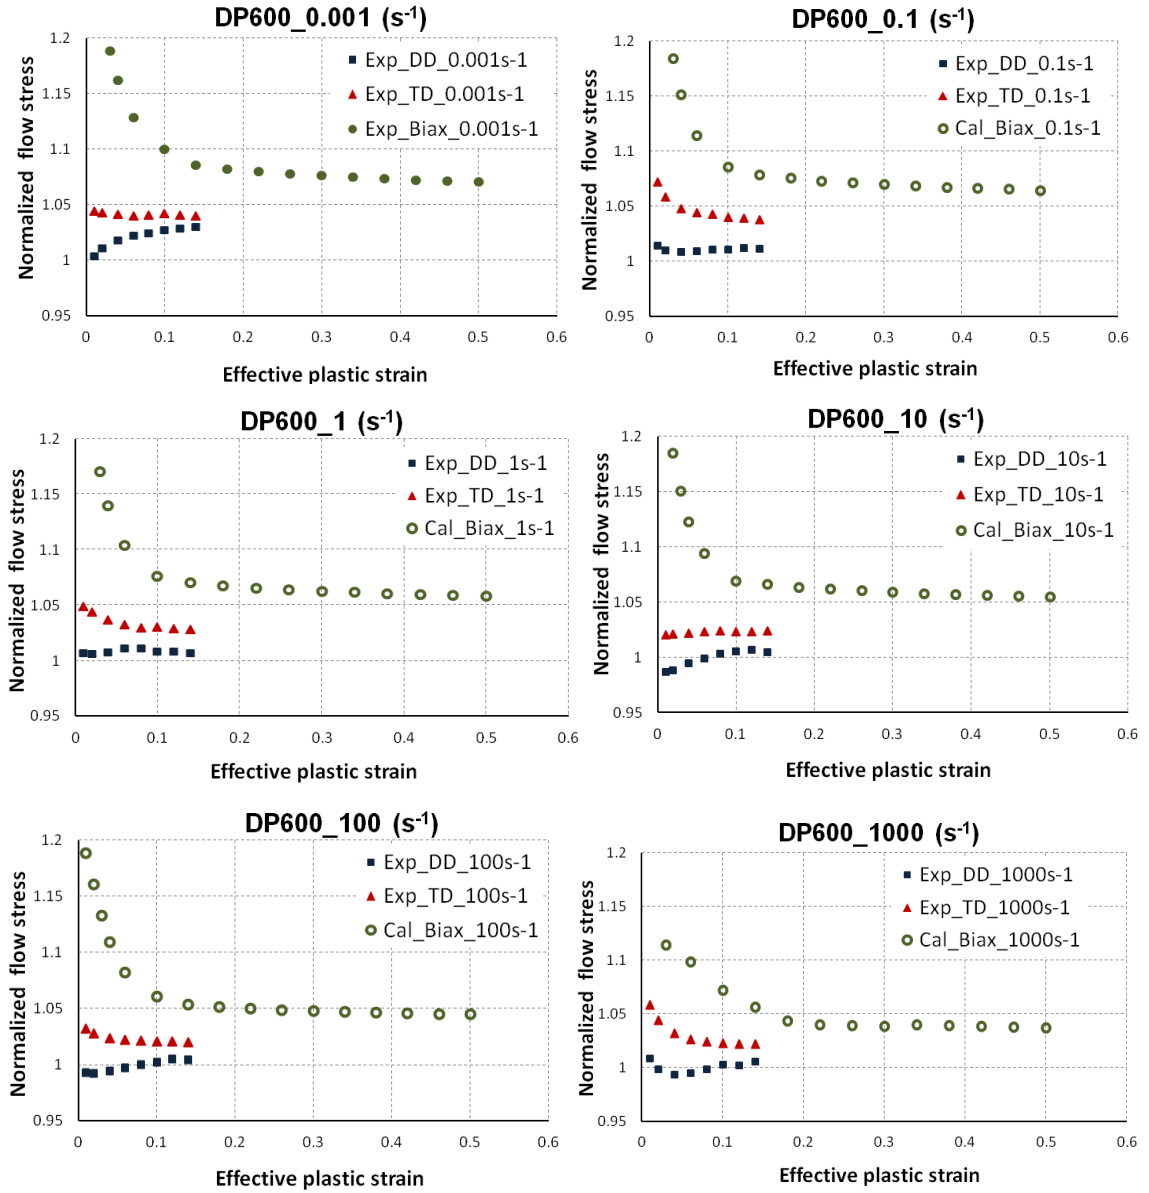 DP600_0.001 (s-1)
Normalized flow stress
1.2
1.15
1.1
1.05
1
0.95
0
0.1
0.2
0.3
0.4
0.5
0.6
Effective plastic strain
Exp_DD_0.001s-1
Exp_TD_0.001s-1
Exp_Biax_0.001s-1
DP600_0.1 (s-1)
Normalized flow stress
1.2
1.15
1.1
1.05
1
0.95
0
0.1
0.2
0.3
0.4
0.5
0.6
Effective plastic strain
Exp_DD_0.1s-1
Exp_TD_0.1s-1
Cal_Biax_0.1s-1
DP600_1 (s-1)
Normalized flow stress
1.2
1.15
1.1
1.05
1
0.95
0
0.1
0.2
0.3
0.4
0.5
0.6
Effective plastic strain
Exp_DD_1s-1
Exp_TD_1s-1
Cal_Biax_1s-1
DP600_10 (s-1)
Normalized flow stress
1.2
1.15
1.1
1.05
1
0.95
0
0.1
0.2
0.3
0.4
0.5
0.6
Effective plastic strain
Exp_DD_10s-1
Exp_TD_10s-1
Cal_Biax_10s-1
DP600_100 (s-1)
Normalized flow stress
1.2
1.15
1.1
1.05
1
0.95
0
0.1
0.2
0.3
0.4
0.5
0.6
Effective plastic strain
Exp_DD_100s-1
Exp_TD_100s-1
Cal_Biax_100s-1
DP600_1000 (s-1)
Normalized flow stress
1.2
1.15
1.1
1.05
1
0.95
0
0.1
0.2
0.3
0.4
0.5
0.6
Effective plastic strain
Exp_DD_1000s-1
Exp_TD_1000s-1
Cal_Biax_1000s-1